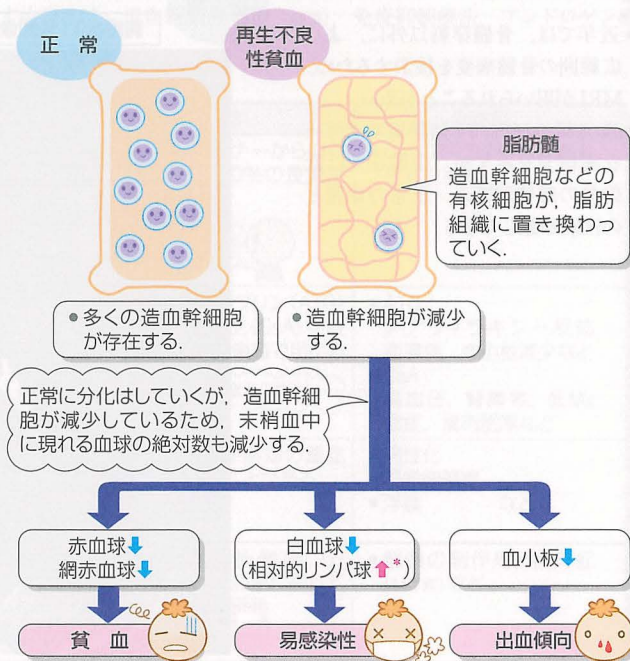 正 常
再生不良
性貧血
脂肪髄
造血幹細胞などの
有核細胞が，脂肪
組織に置き換わっ
ていく．
●多くの造血幹細胞
が存在する．
●造血幹細胞が減少
する．
正常に分化はしていくが，造血幹細
胞が減少しているため，末梢血中
に現れる血球の絶対数も減少する．
赤血球⬇
網赤血球⬇
白血球⬇
(相対的リンパ球⬆*)
血小板⬇
貧 血
易感染性
出血傾向